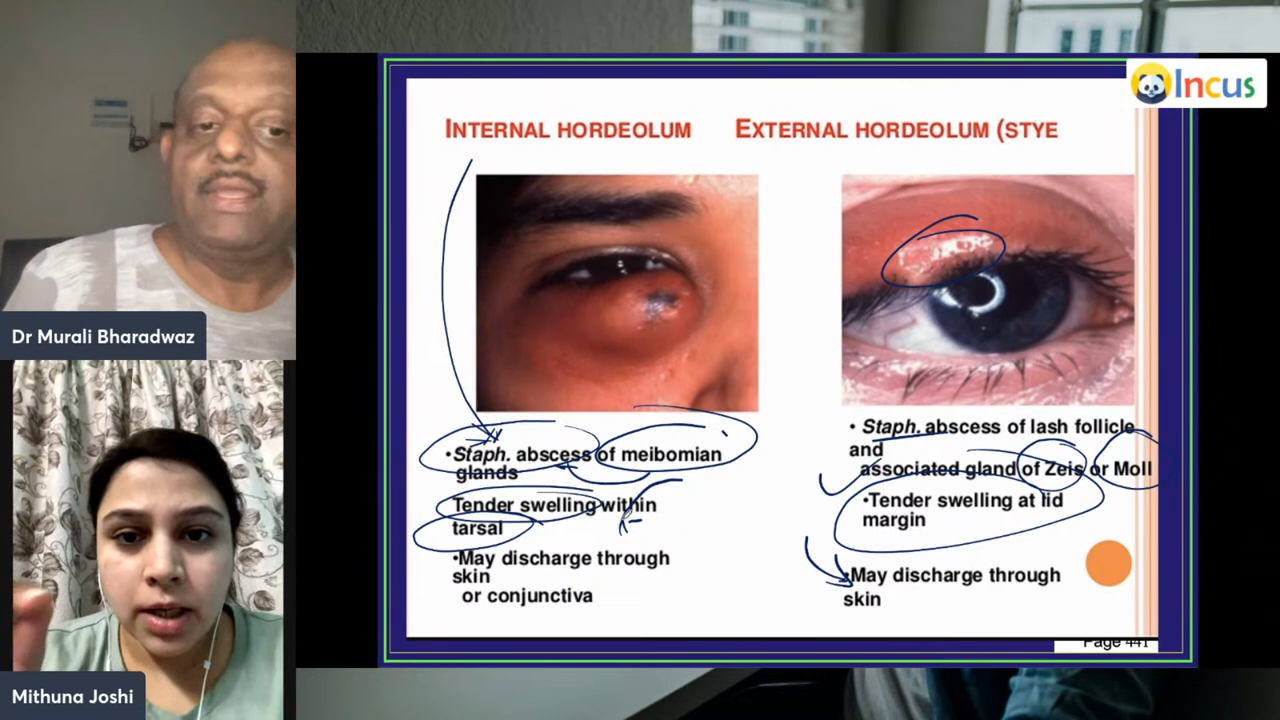 Incus
INTERNAL HORDEOLUM
EXTERNAL HORDEOLUM (STYE
•Staph. abscess of meibomian
glands
Tender swelling within
tarsal
•May discharge through
skin
or conjunctiva
• Staph. abscess of lash follicle
and
associated gland of Zeis or Moll
•Tender swelling at lid
margin
•May discharge through
skin
Page 441
Dr Murali Bharadwaz
Mithuna Joshi